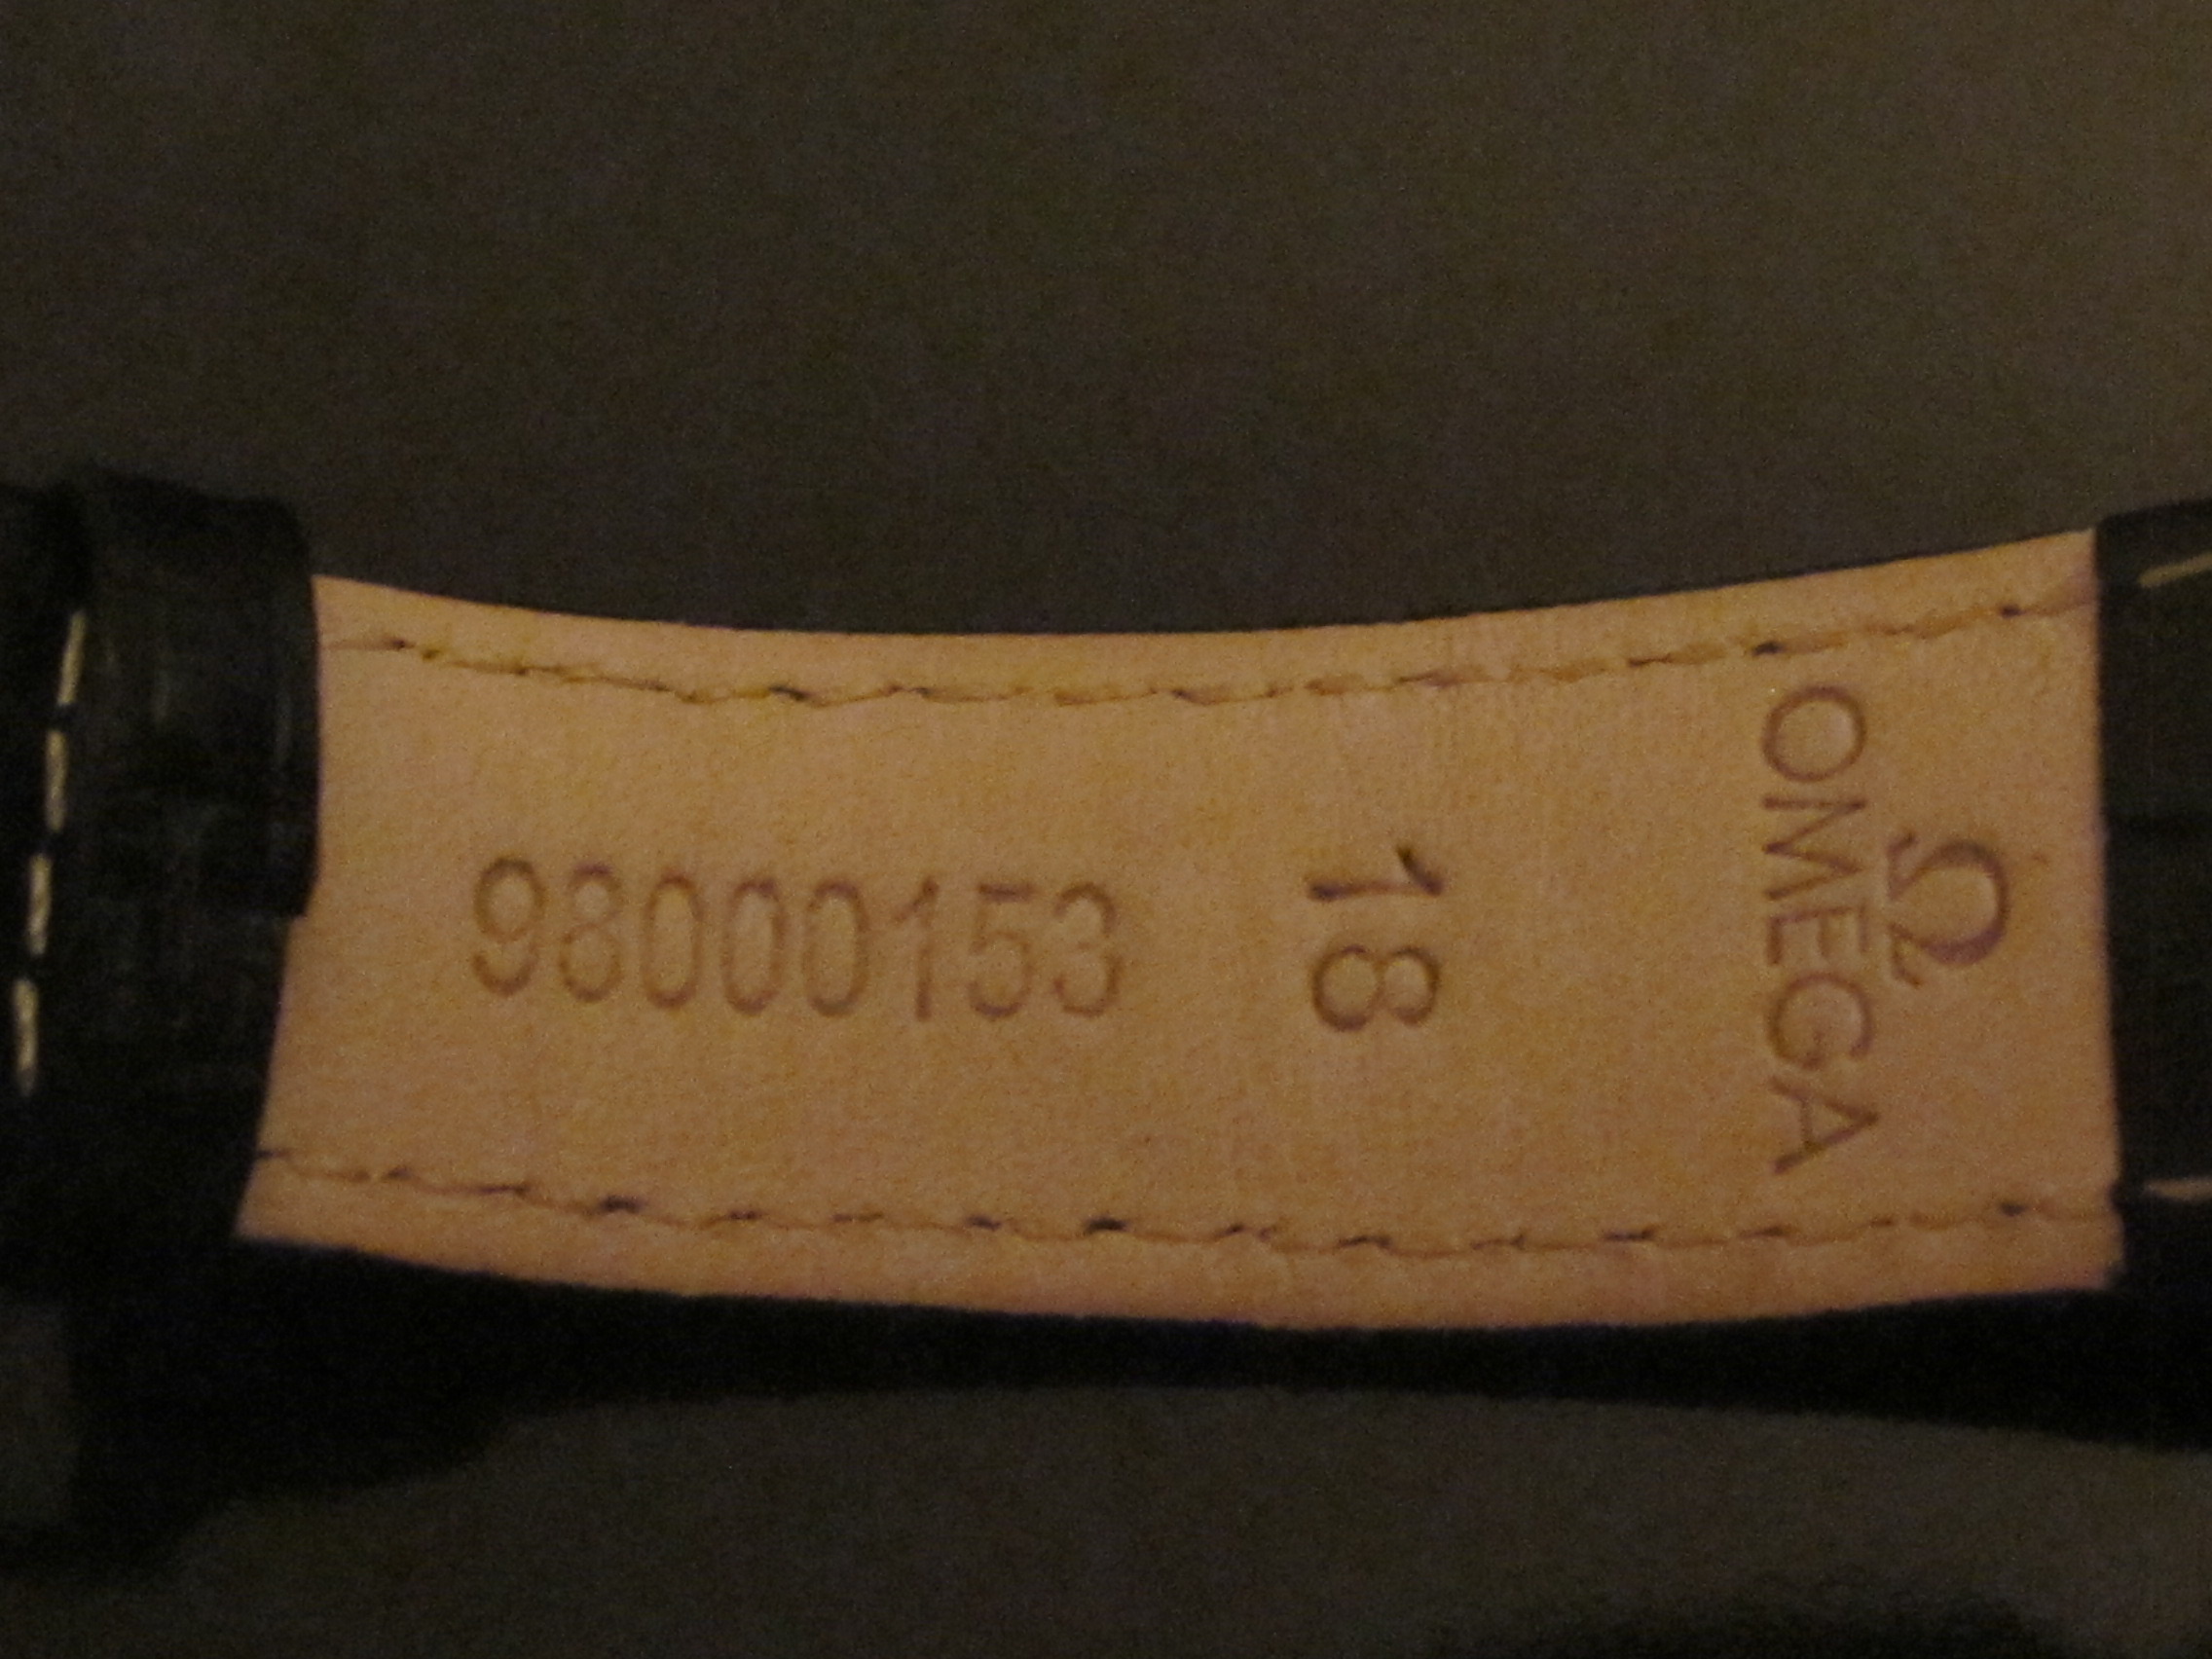 Ω
OMEGA
18
98000153